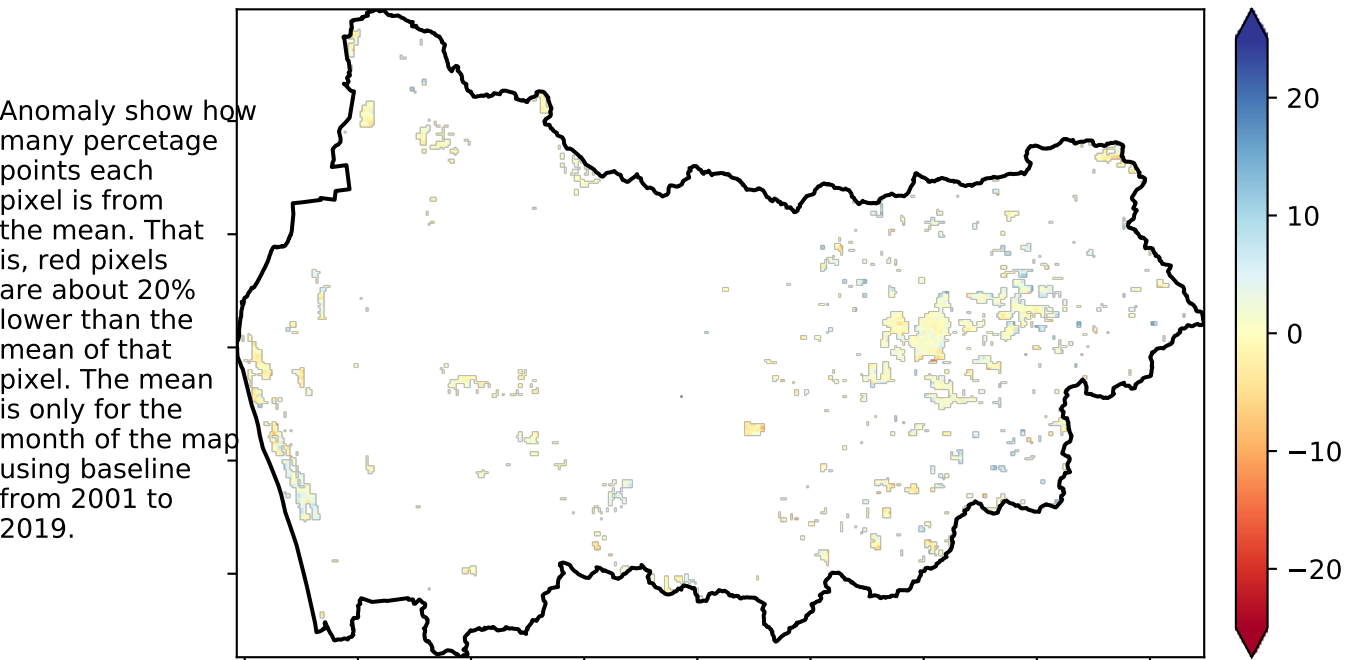 Anomaly show how
many percetage
points each
pixel is from
the mean. That
is, red pixels
are about 20%
lower than the
mean of that
pixel. The mean
is only for the
month of the map
using baseline
from 2001 to
2019.
20
10
0
−10
−20